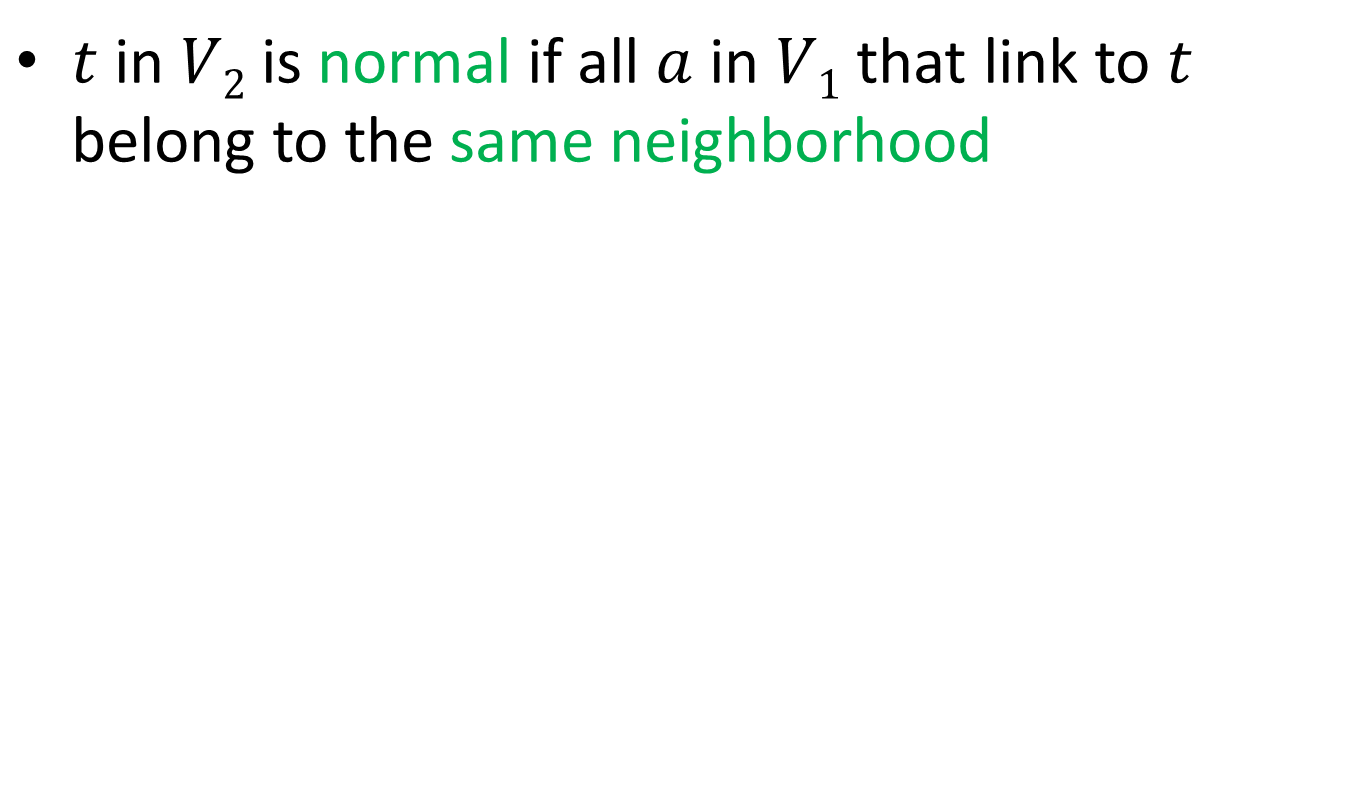 • t in V₂ is normal if all a in V₁ that link to t
belong to the same neighborhood